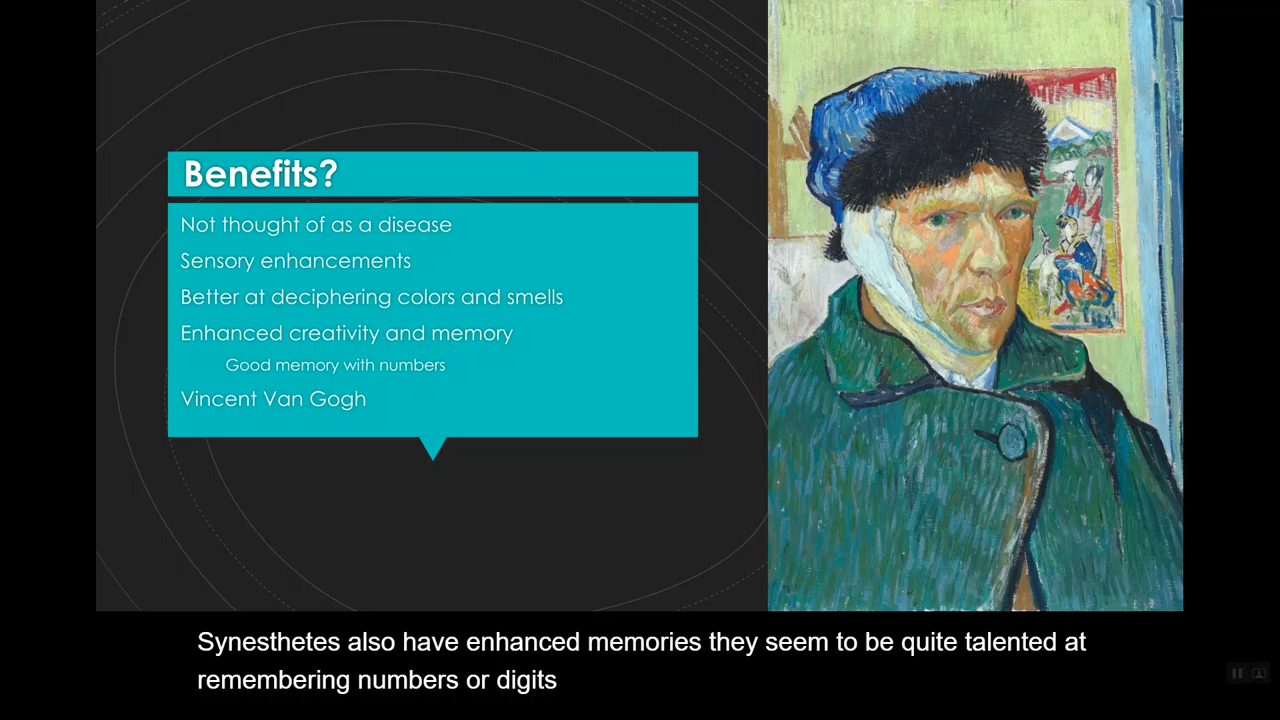 Benefits?
Not thought of as a disease
Sensory enhancements
Better at deciphering colors and smells
Enhanced creativity and memory
Good memory with numbers
Vincent Van Gogh
Synesthetes also have enhanced memories they seem to be quite talented at
remembering numbers or digits